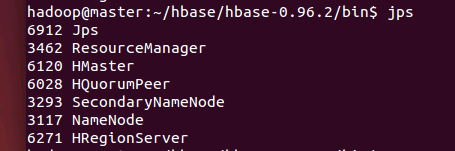 hadoop@master:~/hbase/hbase-0.96.2/bin$ jps
6912 Jps
3462 ResourceManager
6120 HMaster
6028 HQuorumPeer
3293 SecondaryNameNode
3117 NameNode
6271 HRegionServer